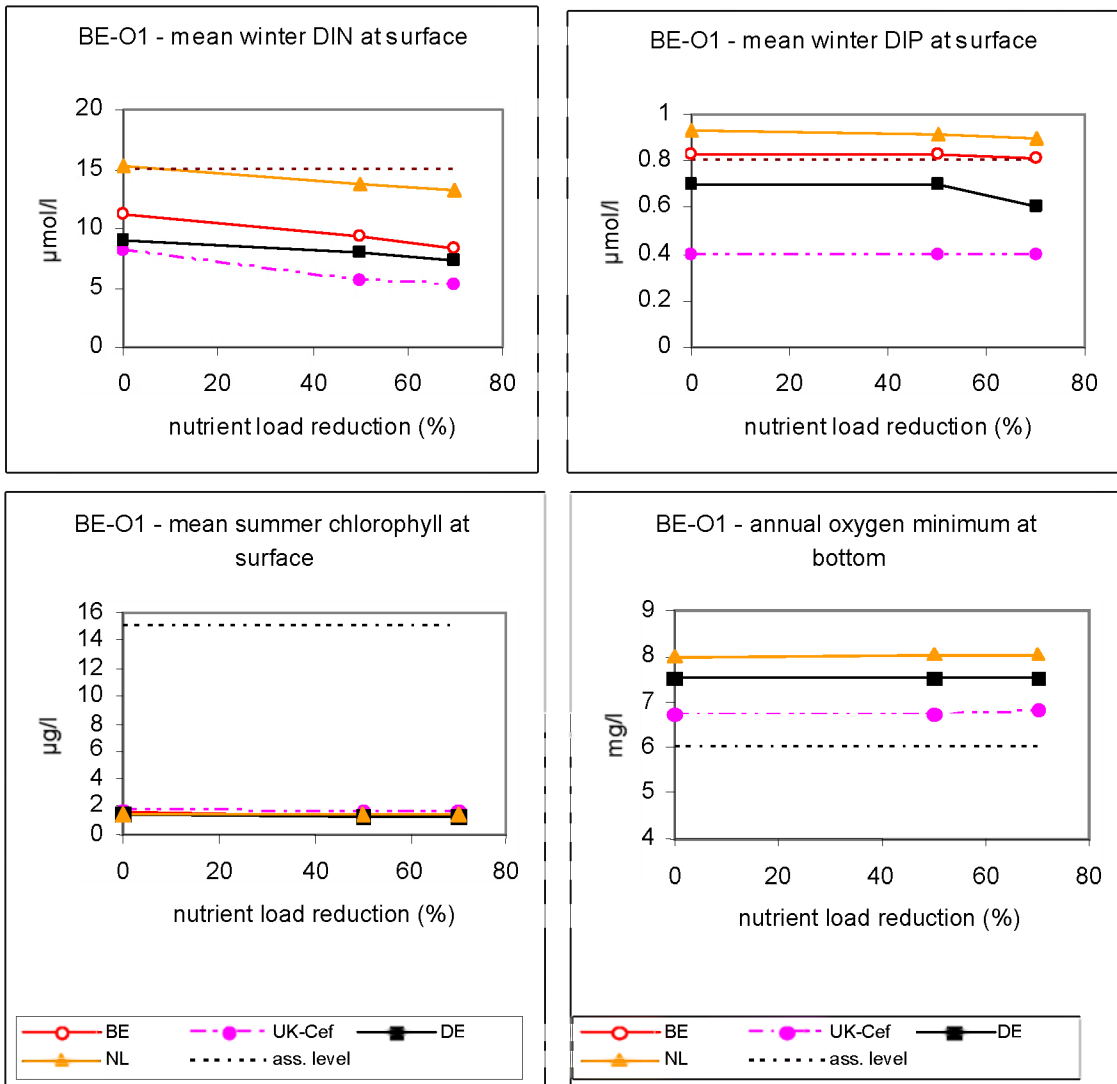 BE-O1 - mean winter DIN at surface
20
15
10
5
0
µmol/l
0 20 40 60 80
nutrient load reduction (%)
BE-O1 - mean winter DIP at surface
1
0.8
0.6
0.4
0.2
0
µmol/l
0 20 40 60 80
nutrient load reduction (%)
BE-O1 - mean summer chlorophyll at
surface
16
14
12
10
8
6
4
2
0
µg/l
0 20 40 60 80
nutrient load reduction (%)
BE UK-Cef DE
NL ass. level
BE-O1 - annual oxygen minimum at
bottom
9
8
7
6
5
4
mg/l
0 20 40 60 80
nutrient load reduction (%)
BE UK-Cef DE
NL ass. level